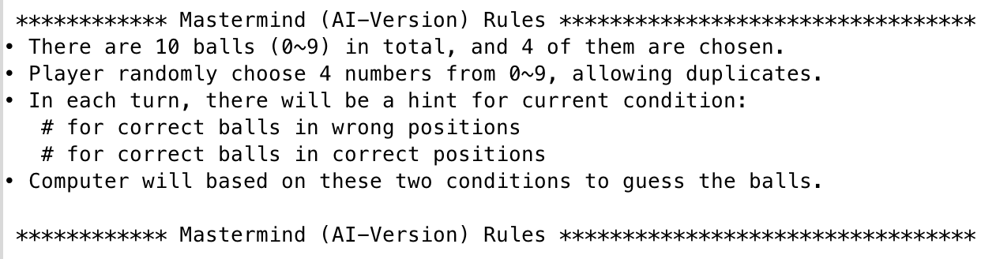 ************ Mastermind (AI-Version) Rules *********************************
• There are 10 balls (0~9) in total, and 4 of them are chosen.
• Player randomly choose 4 numbers from 0~9, allowing duplicates.
• In each turn, there will be a hint for current condition:
# for correct balls in wrong positions
# for correct balls in correct positions
• Computer will based on these two conditions to guess the balls.
************ Mastermind (AI-Version) Rules *********************************